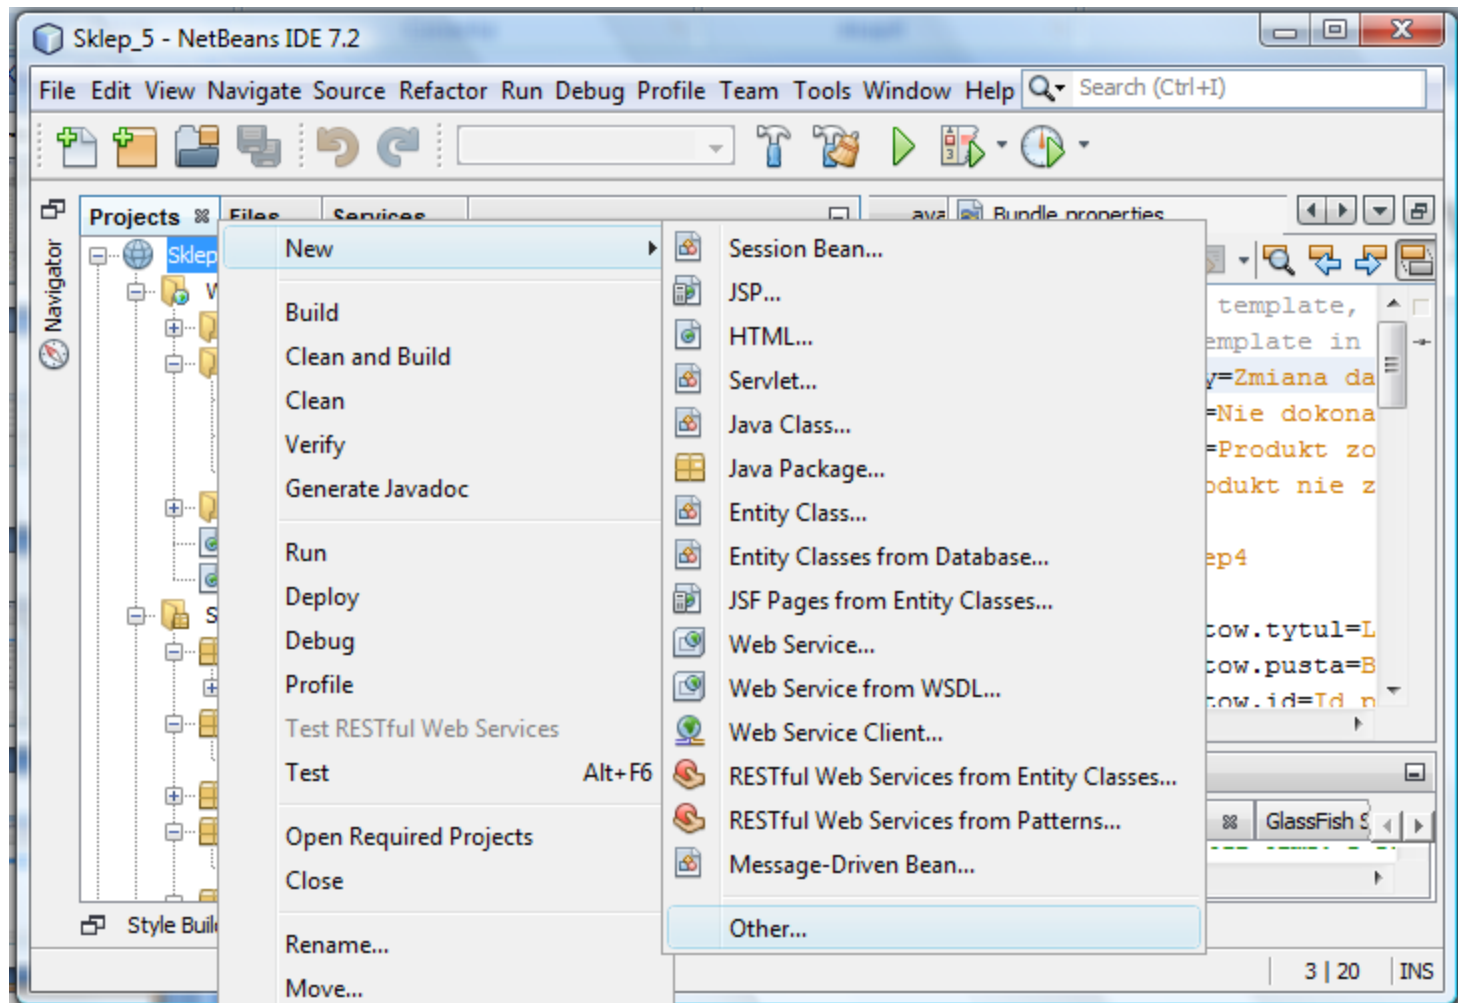 Sklep_5 - NetBeans IDE 7.2
File Edit View Navigate Source Refactor Run Debug Profile Team Tools Window Help Search (Ctrl+I)
Projects Files Services Bundle.properties
Navigator
Sklep
New
Build
Clean and Build
Clean
Verify
Generate Javadoc
Run
Deploy
Debug
Profile
Test RESTful Web Services
Test Alt+F6
Open Required Projects
Close
Rename...
Move...
Session Bean...
JSP...
HTML...
Servlet...
Java Class...
Java Package...
Entity Class...
Entity Classes from Database...
JSF Pages from Entity Classes...
Web Service...
Web Service from WSDL...
Web Service Client...
RESTful Web Services from Entity Classes...
RESTful Web Services from Patterns...
Message-Driven Bean...
Other...
template,
emplate in
y=Zmiana da
=Nie dokona
=Produkt zo
odukt nie z
ep4
tow.tytul=L
tow.pusta=B
tow.id=Id p
GlassFish S
Style Buil
3 | 20 INS